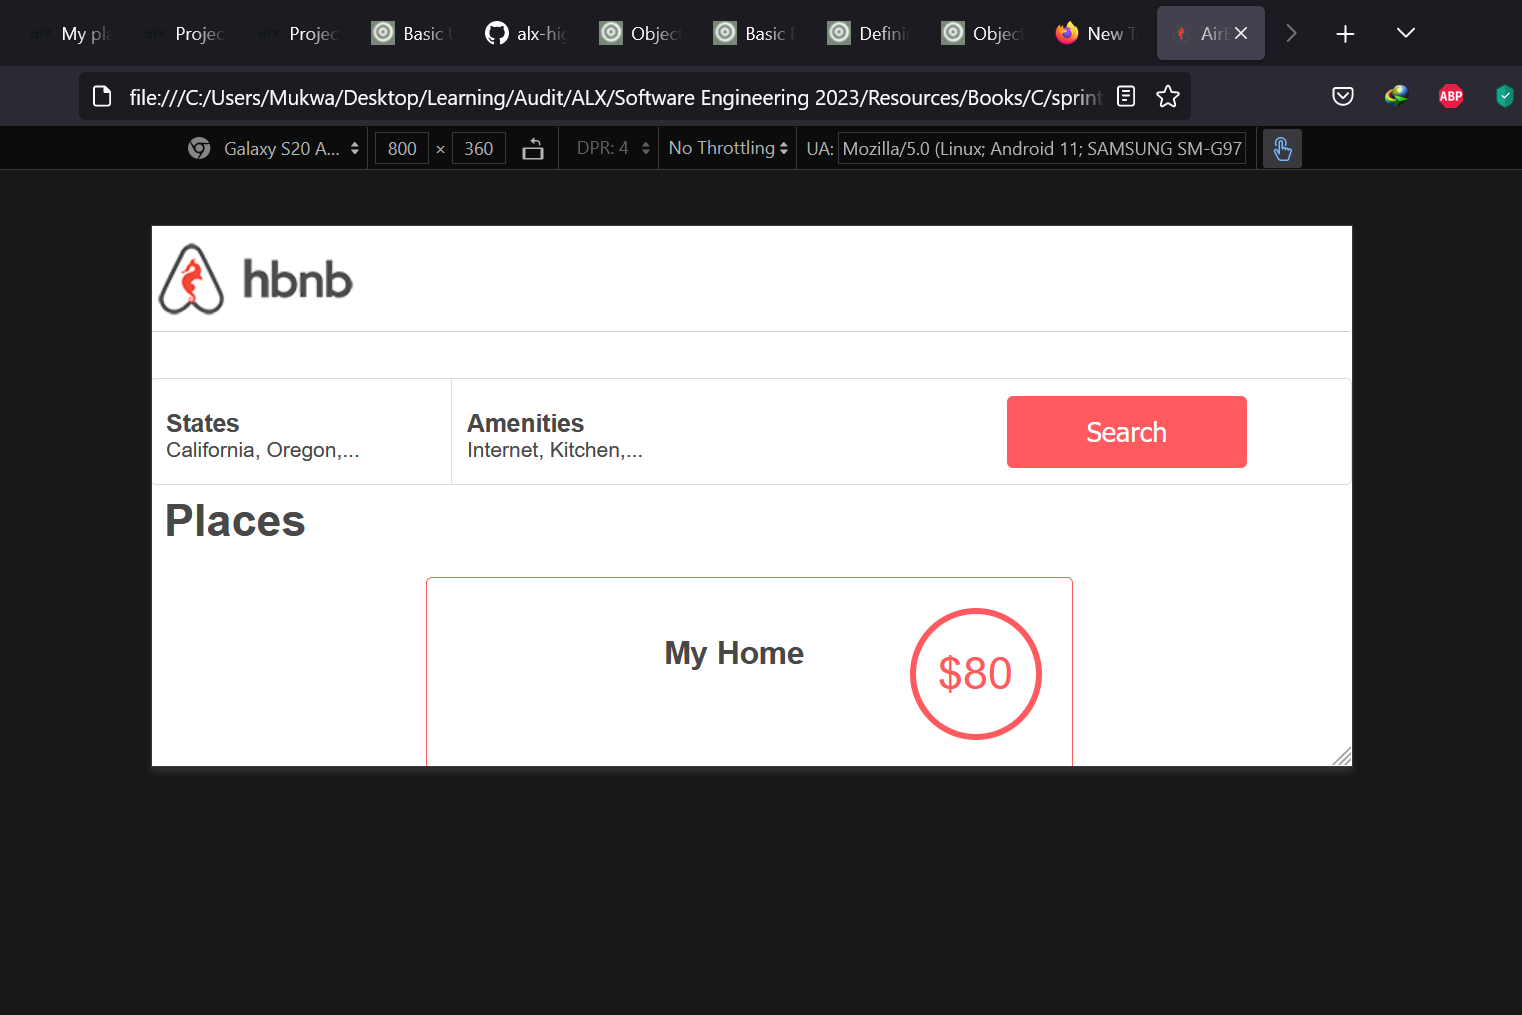 My pla Projec Projec Basic alx-hig Object Basic Defini Object New T Air
file:///C:/Users/Mukwa/Desktop/Learning/Audit/ALX/Software Engineering 2023/Resources/Books/C/sprint
ABP
Galaxy S20 A... 800 × 360 DPR: 4 No Throttling UA: Mozilla/5.0 (Linux; Android 11; SAMSUNG SM-G97
hbnb
States
California, Oregon,...
Amenities
Internet, Kitchen,...
Search
Places
My Home
$80